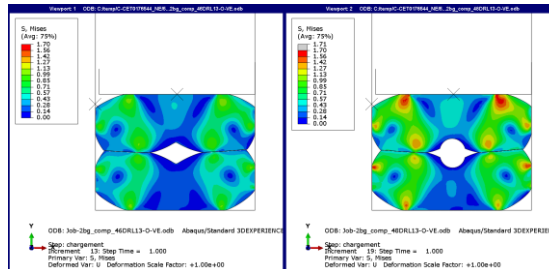 Viewport: 1 ODB: C:/temp/C-CET0176944_NE/8...2bg_comp_46DRL13-O-VE.odb
S, Mises
(Avg: 75%)
1.70
1.56
1.42
1.27
1.13
0.99
0.85
0.71
0.57
0.43
0.28
0.14
0.00
Y
X
ODB: Job-2bg_comp_46DRL13-O-VE.odb Abaqus/Standard 3DEXPERIENCE
Step: chargement
Increment 13: Step Time = 1.000
Primary Var: S, Mises
Deformed Var: U Deformation Scale Factor: +1.00e+00
Viewport: 2 ODB: C:/temp/C-CET0176944_NE/8...2bg_comp_48DRL13-O-VE.odb
S, Mises
(Avg: 75%)
1.71
1.70
1.56
1.42
1.27
1.13
0.99
0.85
0.71
0.57
0.43
0.28
0.14
0.00
Y
X
ODB: Job-2bg_comp_48DRL13-O-VE.odb Abaqus/Standard 3DEXPERIENCE
Step: chargement
Increment 19: Step Time = 1.000
Primary Var: S, Mises
Deformed Var: U Deformation Scale Factor: +1.00e+00